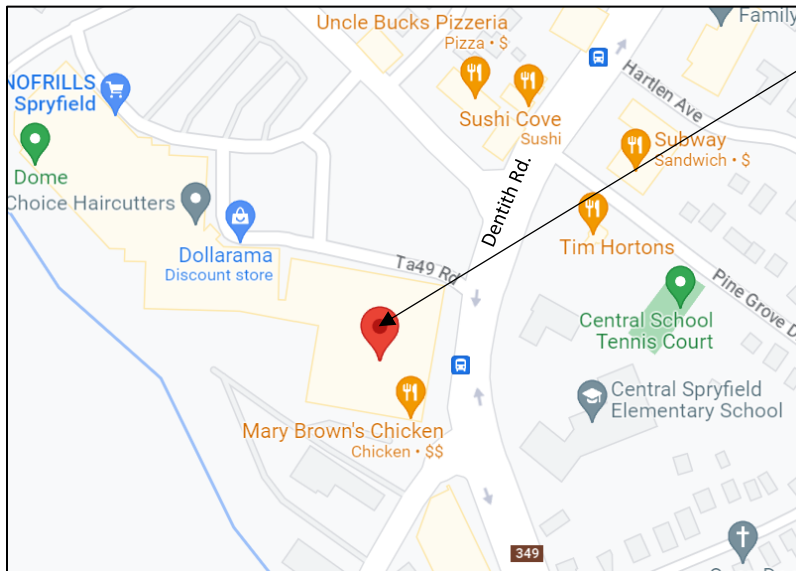 Uncle Bucks Pizzeria
Pizza • $
Family
NOFRILLS
Spryfield
Sushi Cove
Sushi
Hartlen Ave
Subway
Sandwich • $
Dome
Choice Haircutters
Dentith Rd.
Dollarama
Discount store
Ta49 Rd
Tim Hortons
Pine Grove D
Central School
Tennis Court
Central Spryfield
Elementary School
Mary Brown's Chicken
Chicken • $$
349